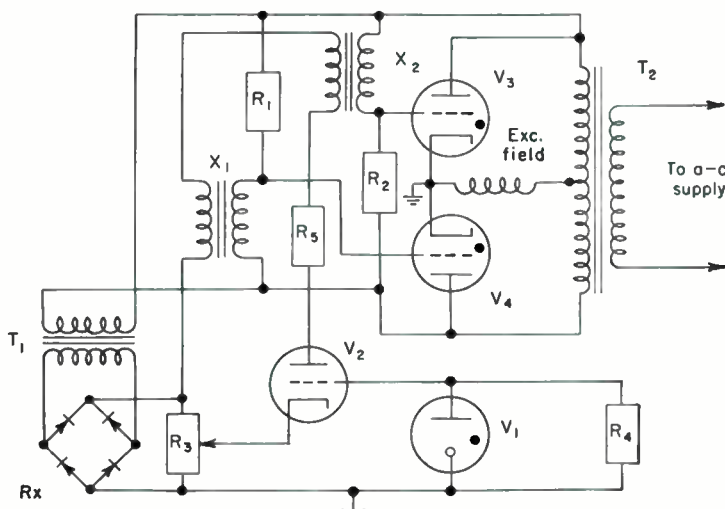 X₂
V₃
T₂
R₁
Exc.
field
X₁
R₂
To a-c
supply
R₅
V₄
T₁
V₂
R₃
V₁
R₄
Rx